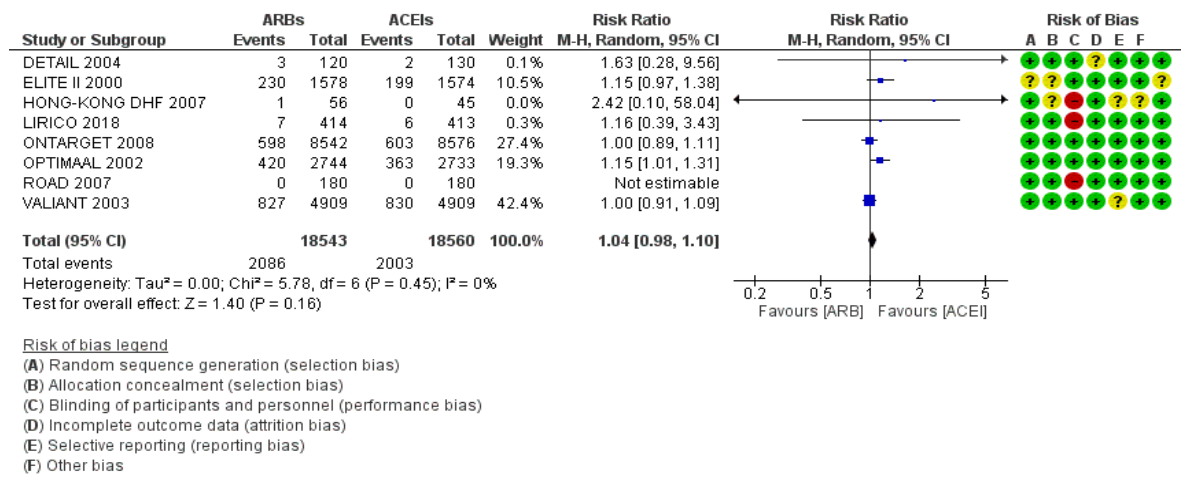 ARBs ACEIs Risk Ratio Risk Ratio Risk of Bias
Study or Subgroup Events Total Events Total Weight M-H, Random, 95% CI M-H, Random, 95% CI A B C D E F
DETAIL 2004 3 120 2 130 0.1% 1.63 [0.28, 9.56] + + + ? + + +
ELITE II 2000 230 1578 199 1574 10.5% 1.15 [0.97, 1.38] ? ? + + + + ?
HONG-KONG DHF 2007 1 56 0 45 0.0% 2.42 [0.10, 58.04] + ? - + ? ? +
LIRICO 2018 7 414 6 413 0.3% 1.16 [0.39, 3.43] + + - + + + +
ONTARGET 2008 598 8542 603 8576 27.4% 1.00 [0.89, 1.11] + + + + + + +
OPTIMAAL 2002 420 2744 363 2733 19.3% 1.15 [1.01, 1.31] + + + + + + +
ROAD 2007 0 180 0 180 Not estimable + + - + + + +
VALIANT 2003 827 4909 830 4909 42.4% 1.00 [0.91, 1.09] + + + + ? + +
Total (95% CI) 18543 18560 100.0% 1.04 [0.98, 1.10]
Total events 2086 2003
Heterogeneity: Tau² = 0.00; Chi² = 5.78, df = 6 (P = 0.45); I² = 0%
Test for overall effect: Z = 1.40 (P = 0.16)
0.2 0.5 1 2 5
Favours [ARB] Favours [ACEI]
Risk of bias legend
(A) Random sequence generation (selection bias)
(B) Allocation concealment (selection bias)
(C) Blinding of participants and personnel (performance bias)
(D) Incomplete outcome data (attrition bias)
(E) Selective reporting (reporting bias)
(F) Other bias